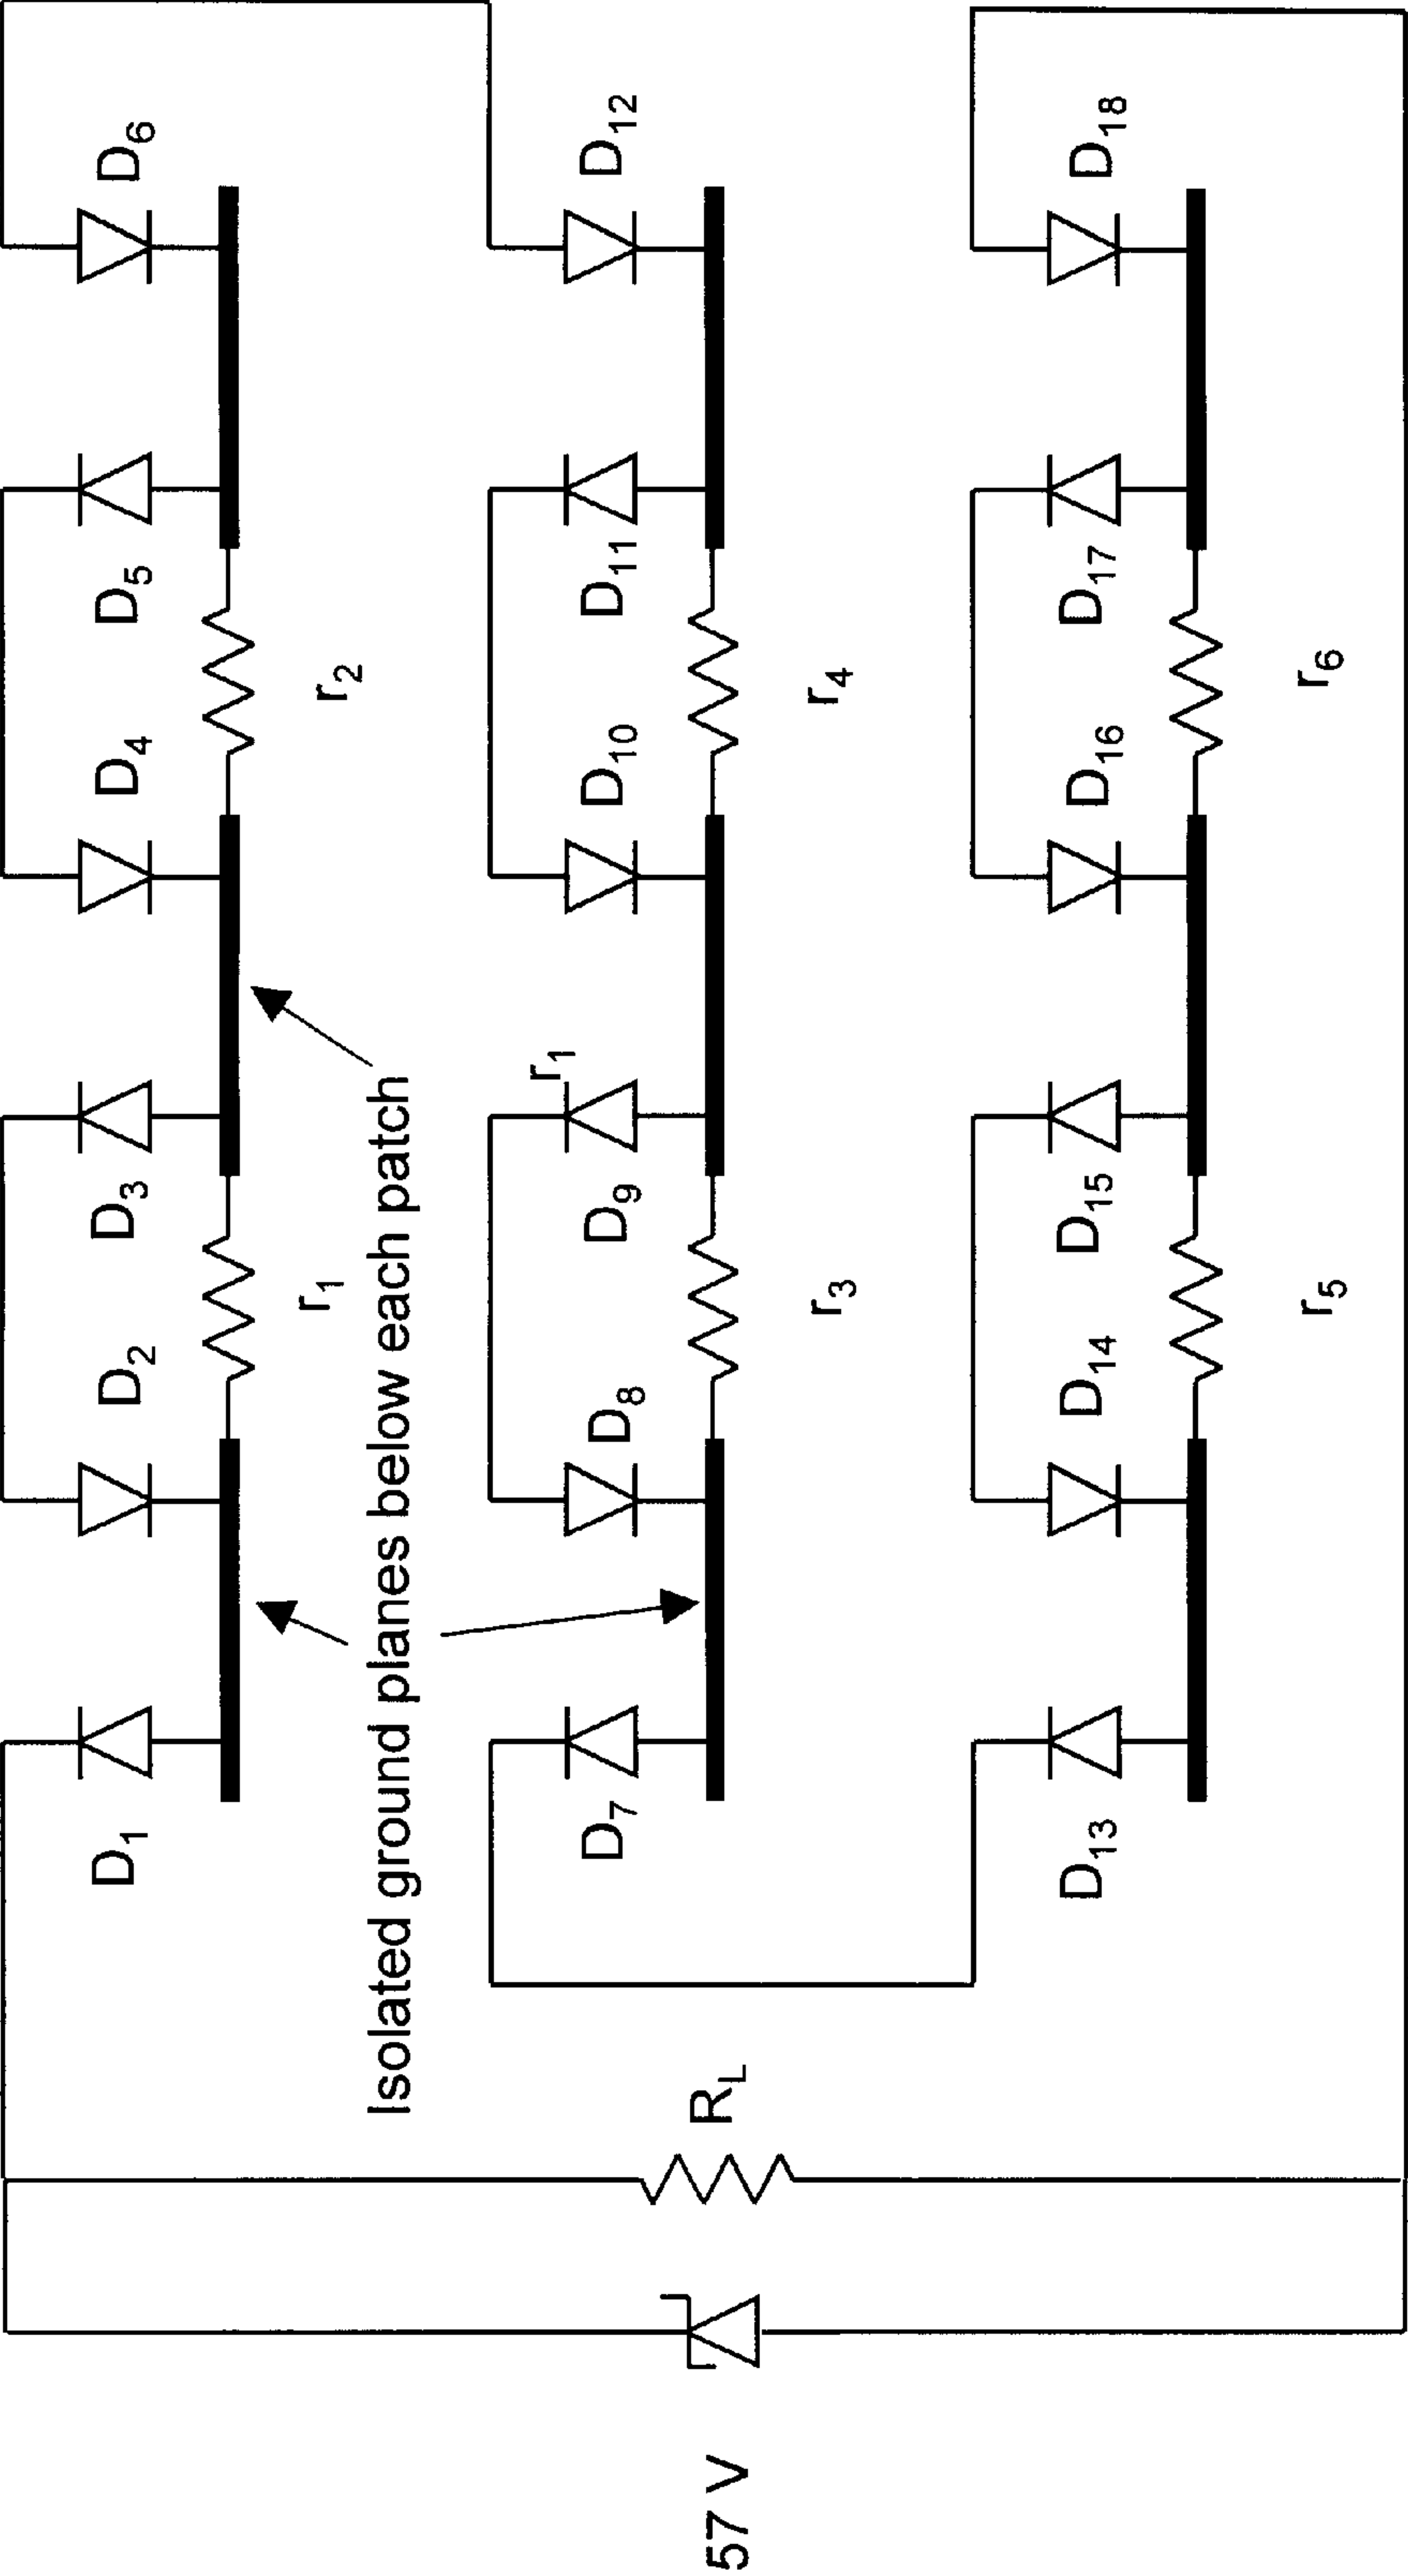 D1
D2
D3
D4
D5
D6
r1
r2
Isolated ground planes below each patch
D7
D8
D9
r1
D10
D11
D12
r3
r4
D13
D14
D15
D16
D17
D18
r5
r6
RL
57 V